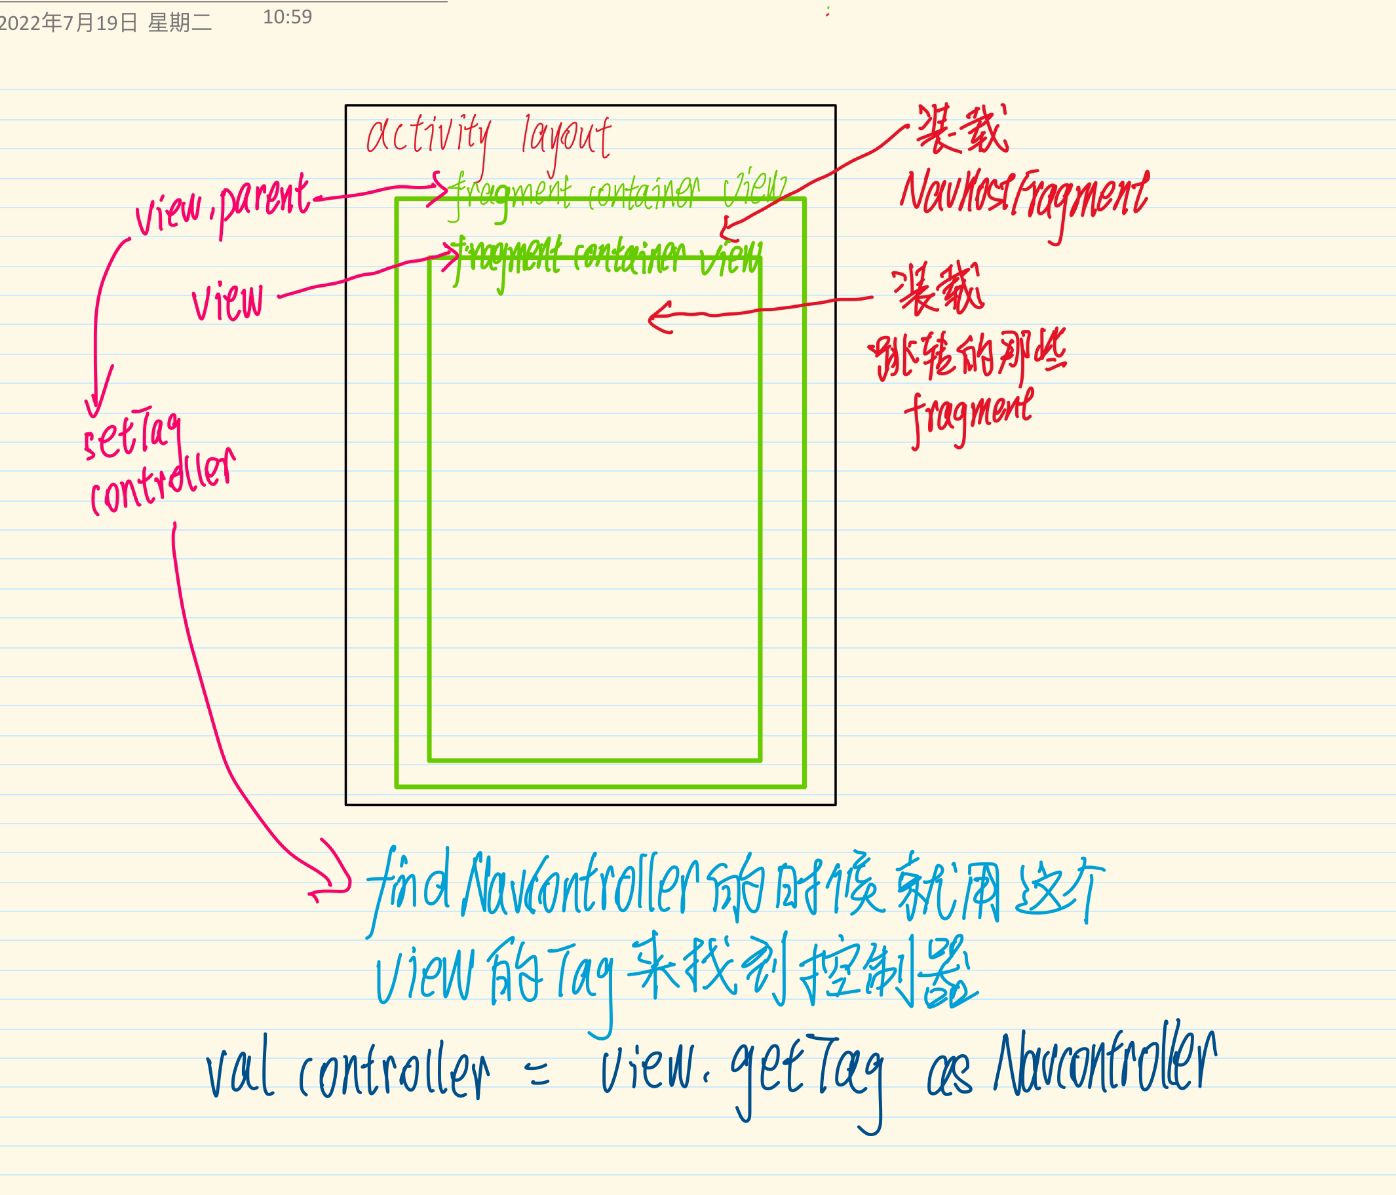 2022年7月19日 星期二 10:59
activity layout
fragment container view
fragment container view
view.parent
view
setTag
controller
装载
NavHostFragment
装载
跳转的那些
fragment
findNavController的时候就用这个
view的Tag来找到控制器
val controller = view.getTag as Navcontroller